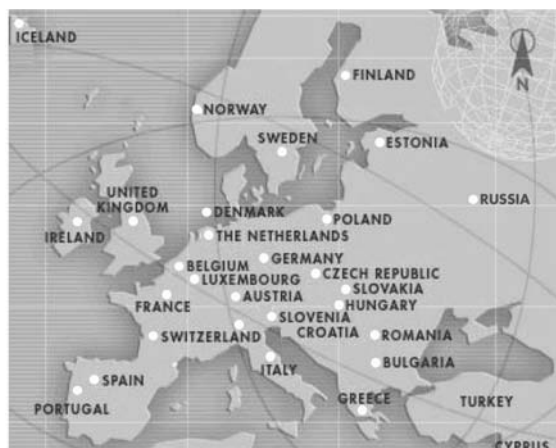 ICELAND
FINLAND
N
NORWAY
SWEDEN
ESTONIA
UNITED
KINGDOM
RUSSIA
DENMARK
POLAND
IRELAND
THE NETHERLANDS
GERMANY
BELGIUM
CZECH REPUBLIC
LUXEMBOURG
SLOVAKIA
FRANCE
AUSTRIA
HUNGARY
SLOVENIA
CROATIA
SWITZERLAND
ROMANIA
ITALY
BULGARIA
SPAIN
PORTUGAL
GREECE
TURKEY
CYPRUS